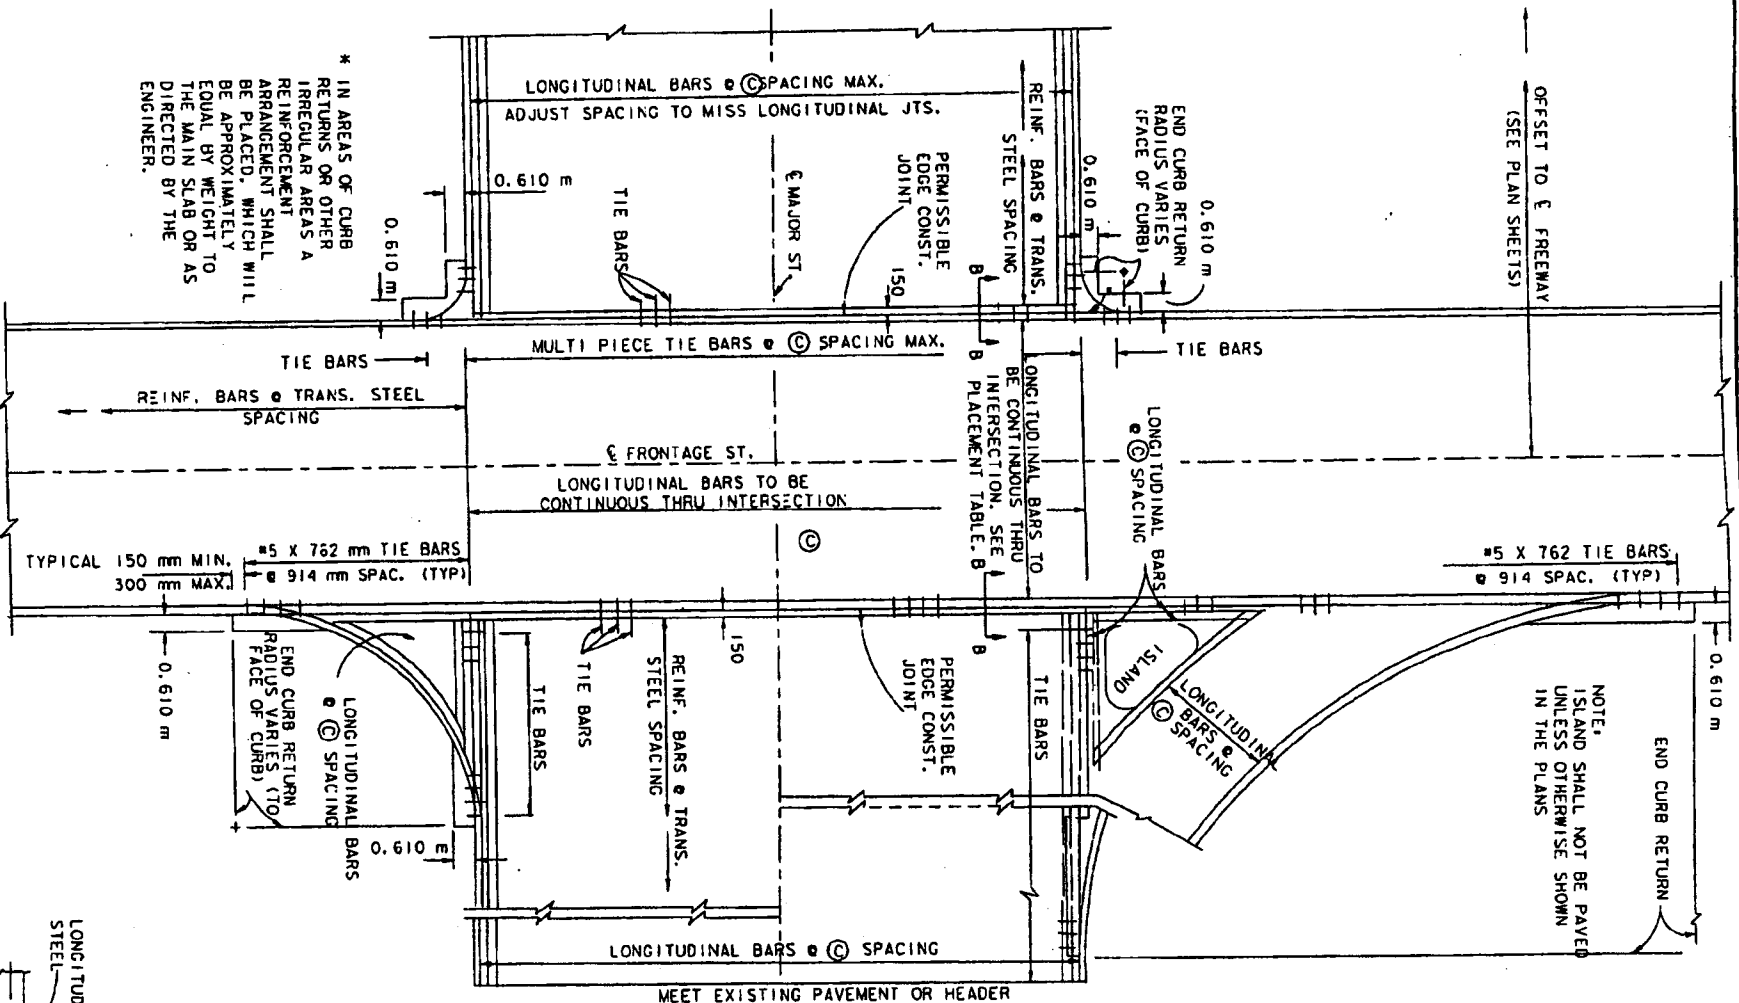 LONGITUDINAL BARS @ Ⓒ SPACING MAX.
ADJUST SPACING TO MISS LONGITUDINAL JTS.
REINF. BARS @ TRANS.
STEEL SPACING
END CURB RETURN
RADIUS VARIES
(FACE OF CURB)
0.610 m
0.610 m
OFFSET TO ℄ FREEWAY
(SEE PLAN SHEETS)
* IN AREAS OF CURB
RETURNS OR OTHER
IRREGULAR AREAS A
REINFORCEMENT
ARRANGEMENT SHALL
BE PLACED, WHICH WILL
BE APPROXIMATELY
EQUAL BY WEIGHT TO
THE MAIN SLAB OR AS
DIRECTED BY THE
ENGINEER.
0.610 m
0.610 m
TIE BARS
℄ MAJOR ST.
PERMISSIBLE
EDGE CONST.
JOINT
150
B
B
TIE BARS
MULTI PIECE TIE BARS @ Ⓒ SPACING MAX.
TIE BARS
REINF. BARS @ TRANS. STEEL
SPACING
LONGITUDINAL BARS TO
BE CONTINUOUS THRU
INTERSECTION. SEE
PLACEMENT TABLE.
LONGITUDINAL BARS
@ Ⓒ SPACING
℄ FRONTAGE ST.
LONGITUDINAL BARS TO BE
CONTINUOUS THRU INTERSECTION
Ⓒ
B
B
TYPICAL 150 mm MIN.
300 mm MAX.
#5 X 762 mm TIE BARS
@ 914 mm SPAC. (TYP)
#5 X 762 TIE BARS
@ 914 SPAC. (TYP)
0.610 m
END CURB RETURN
RADIUS VARIES (TO
FACE OF CURB)
LONGITUDINAL BARS
@ Ⓒ SPACING
0.610 m
TIE BARS
TIE BARS
REINF. BARS @ TRANS.
STEEL SPACING
150
PERMISSIBLE
EDGE CONST.
JOINT
TIE BARS
ISLAND
LONGITUDINAL
BARS @
Ⓒ SPACING
NOTE:
ISLAND SHALL NOT BE PAVED
UNLESS OTHERWISE SHOWN
IN THE PLANS
0.610 m
END CURB RETURN
LONGITUDINAL BARS @ Ⓒ SPACING
MEET EXISTING PAVEMENT OR HEADER
LONGITUD
STEEL